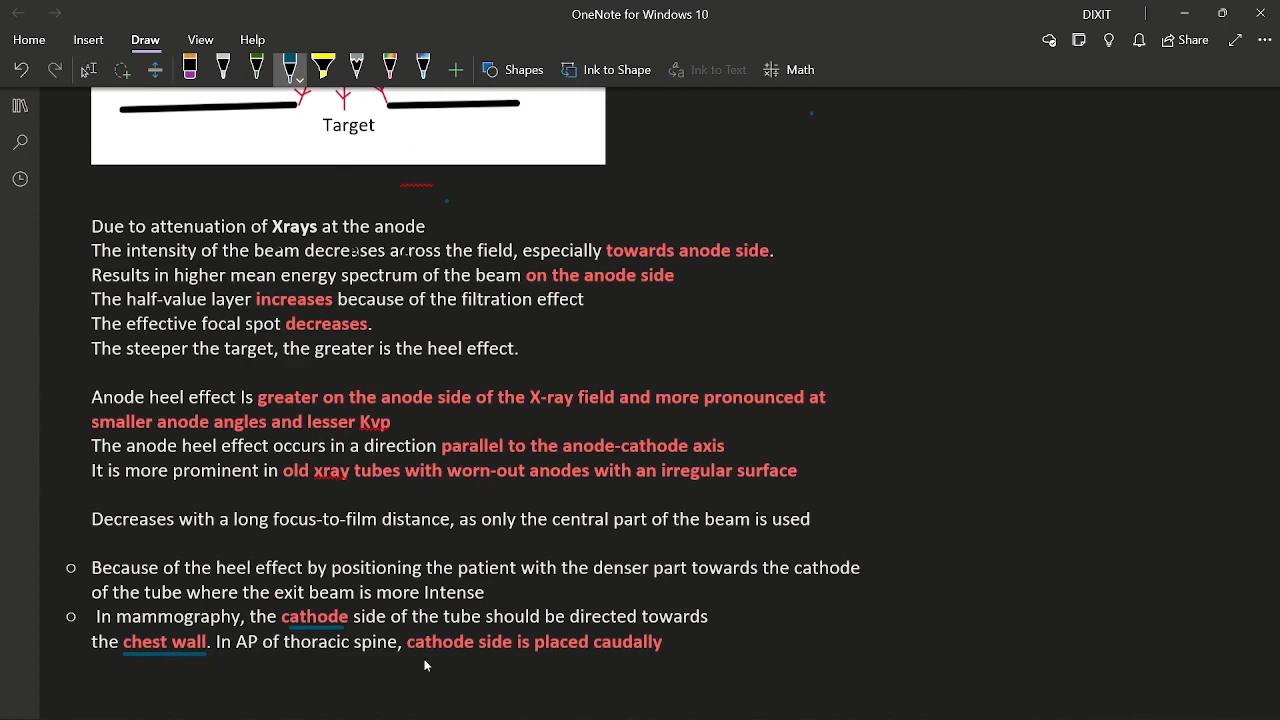 OneNote for Windows 10
DIXIT
Home Insert Draw View Help
Share
Shapes Ink to Shape Ink to Text Math
Target
Due to attenuation of Xrays at the anode
The intensity of the beam decreases across the field, especially towards anode side.
Results in higher mean energy spectrum of the beam on the anode side
The half-value layer increases because of the filtration effect
The effective focal spot decreases.
The steeper the target, the greater is the heel effect.
Anode heel effect Is greater on the anode side of the X-ray field and more pronounced at
smaller anode angles and lesser Kvp
The anode heel effect occurs in a direction parallel to the anode-cathode axis
It is more prominent in old xray tubes with worn-out anodes with an irregular surface
Decreases with a long focus-to-film distance, as only the central part of the beam is used
Because of the heel effect by positioning the patient with the denser part towards the cathode
of the tube where the exit beam is more Intense
In mammography, the cathode side of the tube should be directed towards
the chest wall. In AP of thoracic spine, cathode side is placed caudally